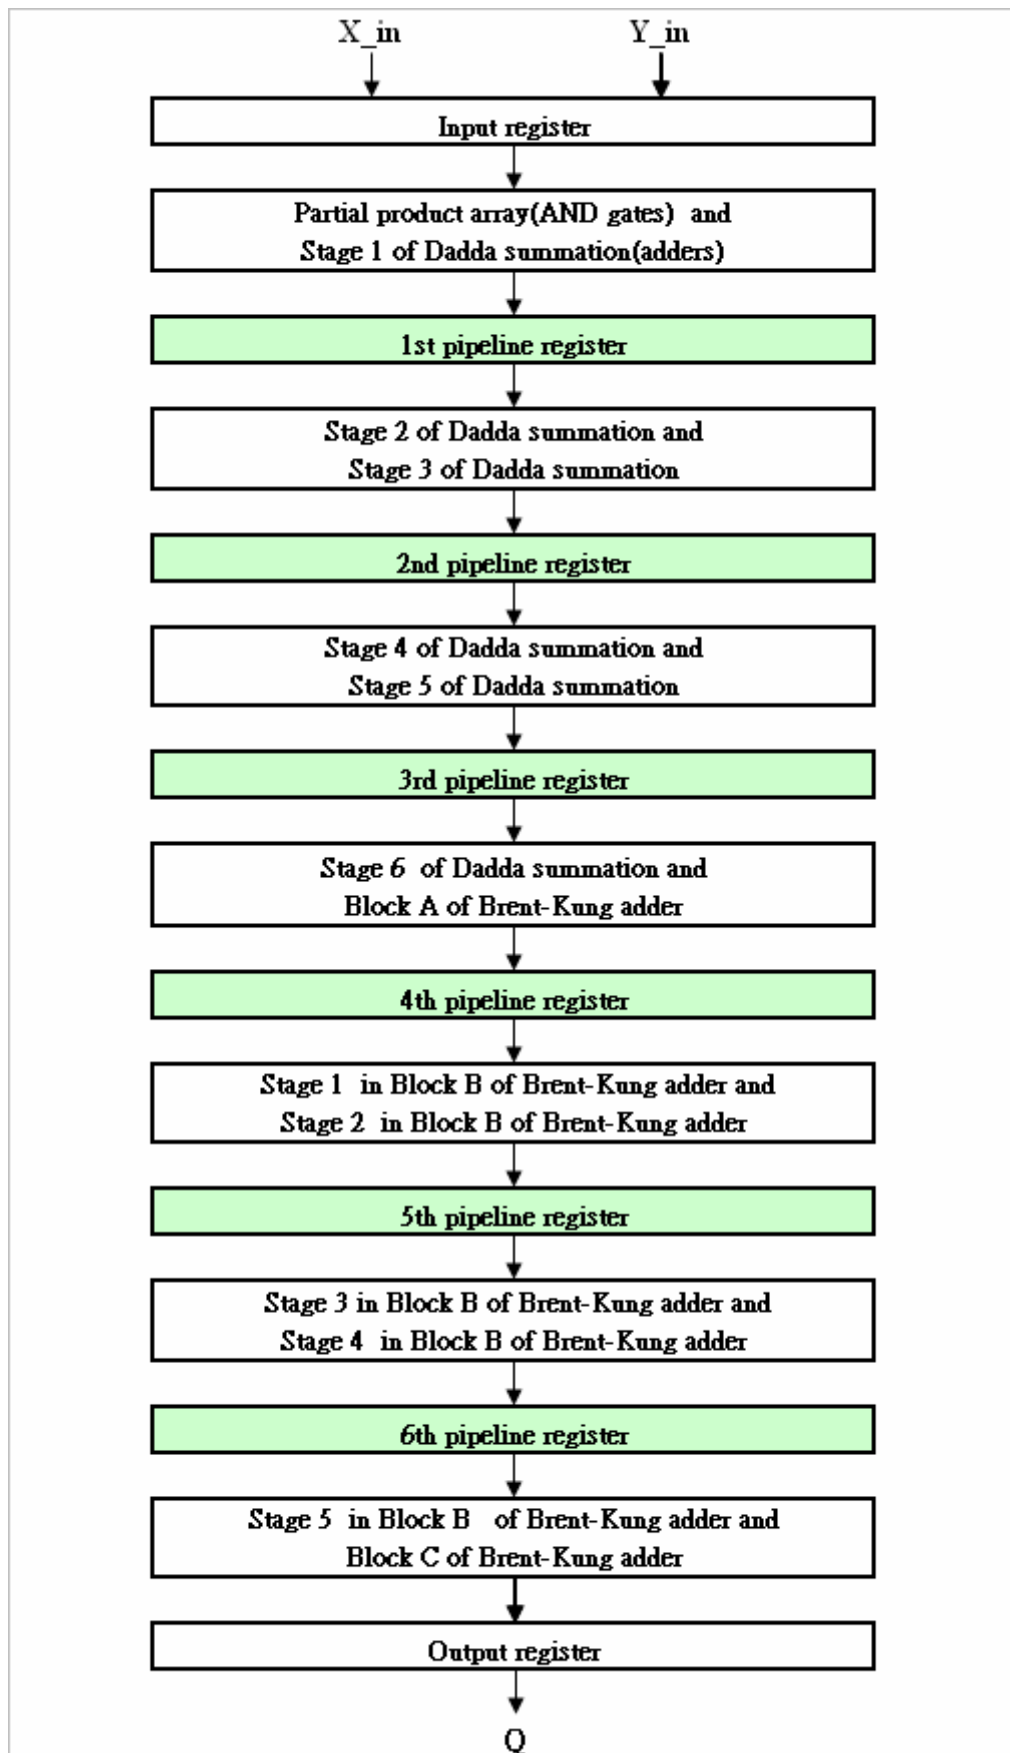 X_in Y_in
Input register
Partial product array(AND gates) and
Stage 1 of Dadda summation(adders)
1st pipeline register
Stage 2 of Dadda summation and
Stage 3 of Dadda summation
2nd pipeline register
Stage 4 of Dadda summation and
Stage 5 of Dadda summation
3rd pipeline register
Stage 6 of Dadda summation and
Block A of Brent-Kung adder
4th pipeline register
Stage 1 in Block B of Brent-Kung adder and
Stage 2 in Block B of Brent-Kung adder
5th pipeline register
Stage 3 in Block B of Brent-Kung adder and
Stage 4 in Block B of Brent-Kung adder
6th pipeline register
Stage 5 in Block B of Brent-Kung adder and
Block C of Brent-Kung adder
Output register
Q